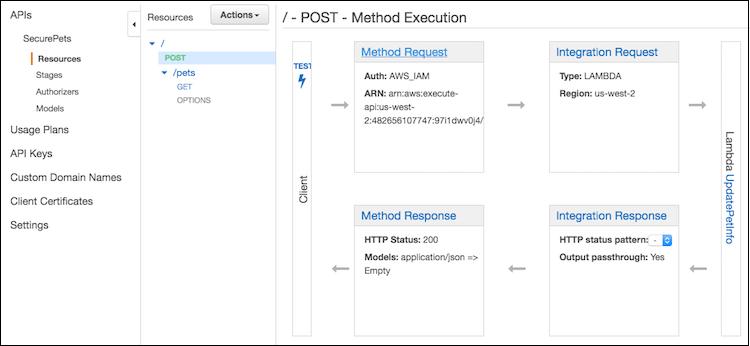 APIs
SecurePets
Resources
Stages
Authorizers
Models
Usage Plans
API Keys
Custom Domain Names
Client Certificates
Settings
Resources
Actions
/
POST
/pets
GET
OPTIONS
/ - POST - Method Execution
TEST
Client
Method Request
Auth: AWS_IAM
ARN: arn:aws:execute-
api:us-west-
2:482656107747:97i1dwv0j4/
Integration Request
Type: LAMBDA
Region: us-west-2
Lambda UpdatePetInfo
Method Response
HTTP Status: 200
Models: application/json =>
Empty
Integration Response
HTTP status pattern: -
Output passthrough: Yes